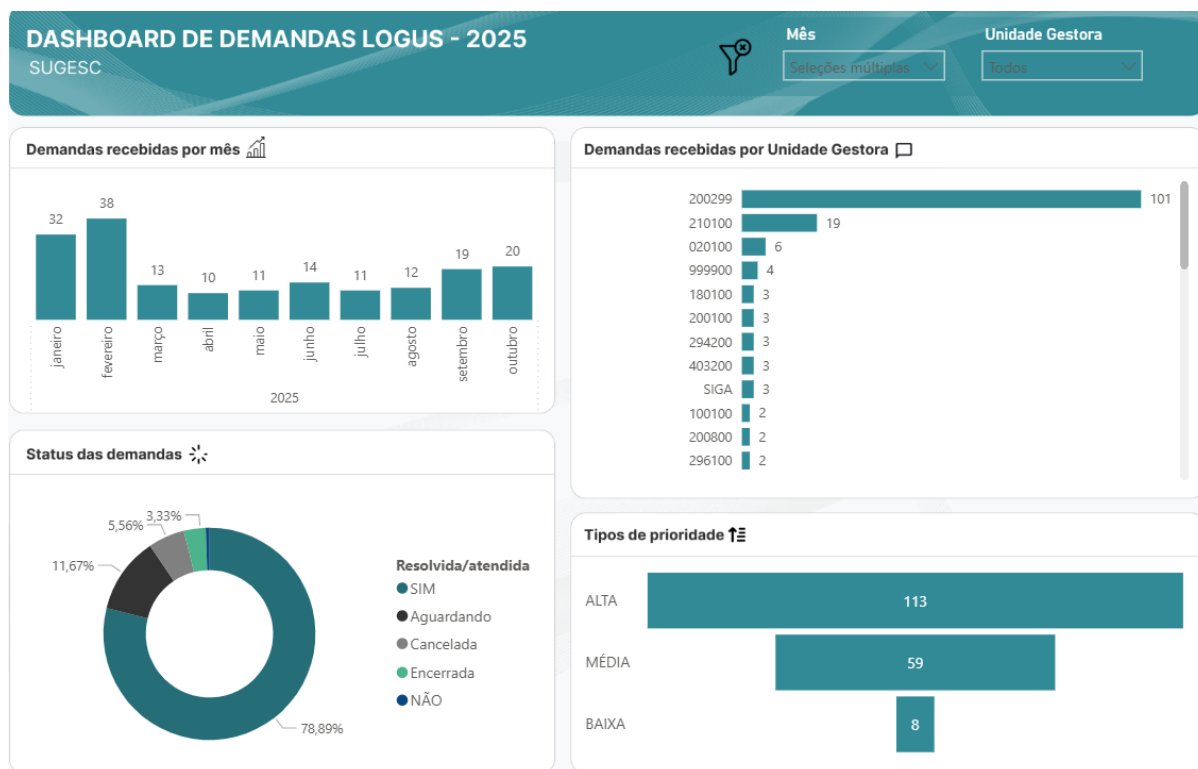 DASHBOARD DE DEMANDAS LOGUS - 2025
SUGESC
Mês
Seleções múltiplas
Unidade Gestora
Todos
Demandas recebidas por mês
32
38
13
10
11
14
11
12
19
20
janeiro
fevereiro
março
abril
maio
junho
julho
agosto
setembro
outubro
2025
Demandas recebidas por Unidade Gestora
200299 101
210100 19
020100 6
999900 4
180100 3
200100 3
294200 3
403200 3
SIGA 3
100100 2
200800 2
296100 2
Status das demandas
3,33%
5,56%
11,67%
78,89%
Resolvida/atendida
SIM
Aguardando
Cancelada
Encerrada
NÃO
Tipos de prioridade
ALTA 113
MÉDIA 59
BAIXA 8